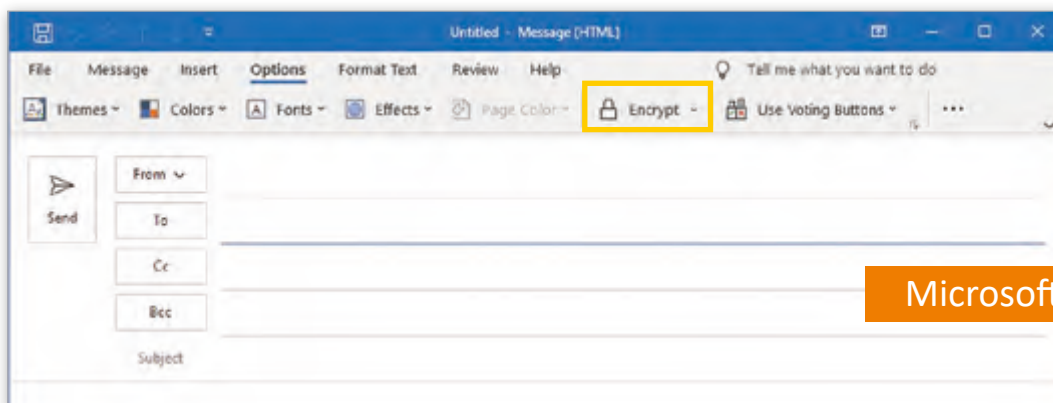 Untitled - Message (HTML)
File Message Insert Options Format Text Review Help Tell me what you want to do
Themes Colors A Fonts Effects Page Color Encrypt Use Voting Buttons ...
From
Send To
Cc
Microsoft
Bcc
Subject